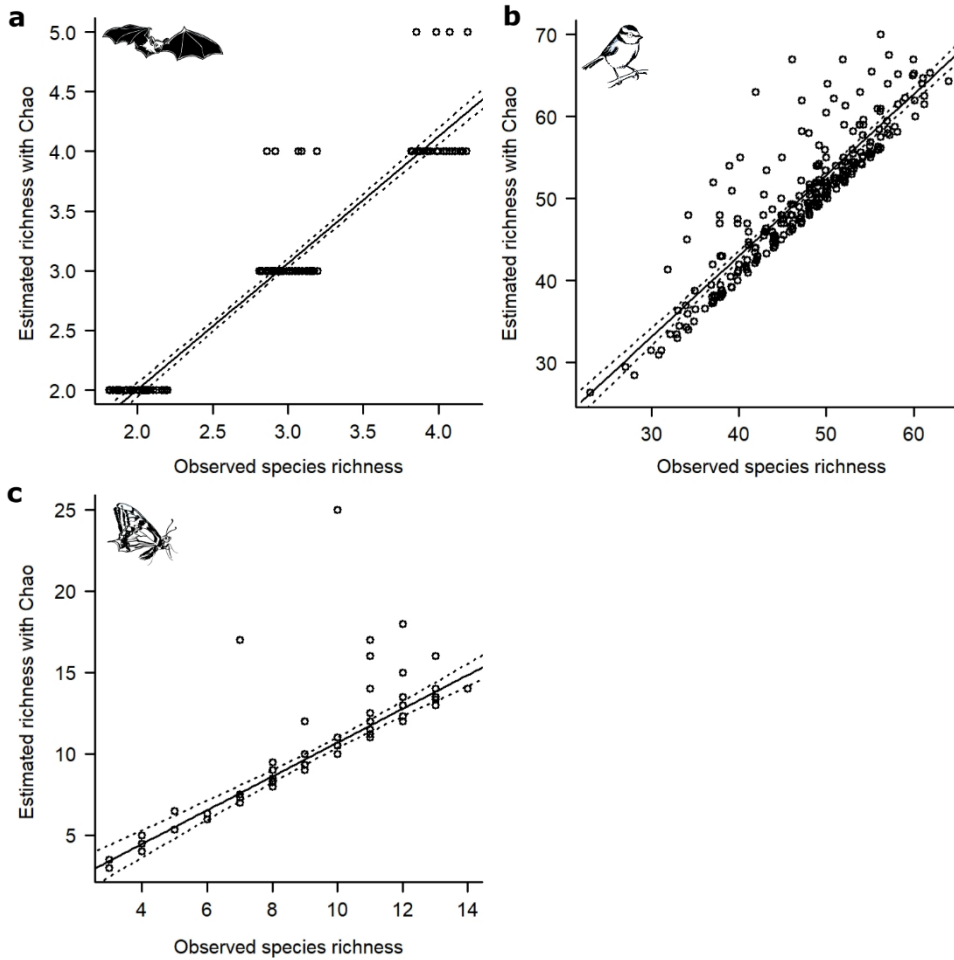 a
5.0
4.5
4.0
3.5
3.0
2.5
2.0
Estimated richness with Chao
2.0 2.5 3.0 3.5 4.0
Observed species richness
b
70
60
50
40
30
Estimated richness with Chao
30 40 50 60
Observed species richness
c
25
20
15
10
5
Estimated richness with Chao
4 6 8 10 12 14
Observed species richness